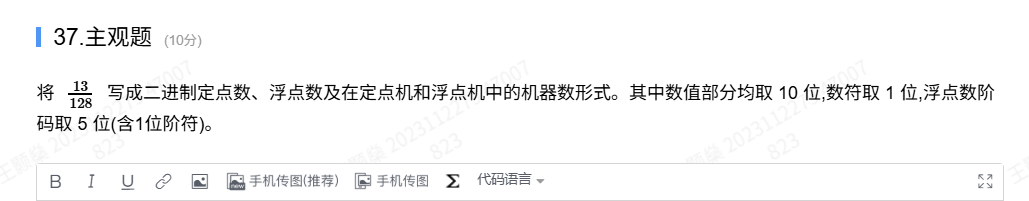 37.主观题 (10分)
将 13/128 写成二进制定点数、浮点数及在定点机和浮点机中的机器数形式。其中数值部分均取 10 位,数符取 1 位,浮点数阶
码取 5 位(含1位阶符)。
B I U 手机传图(推荐) 手机传图 Σ 代码语言